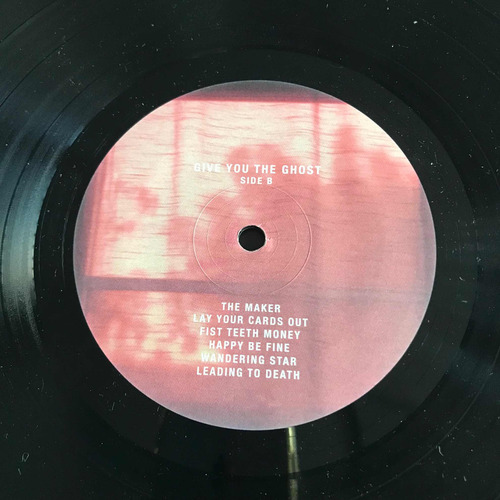 GIVE YOU THE GHOST
SIDE B
THE MAKER
LAY YOUR CARDS OUT
FIST TEETH MONEY
HAPPY BE FINE
WANDERING STAR
LEADING TO DEATH